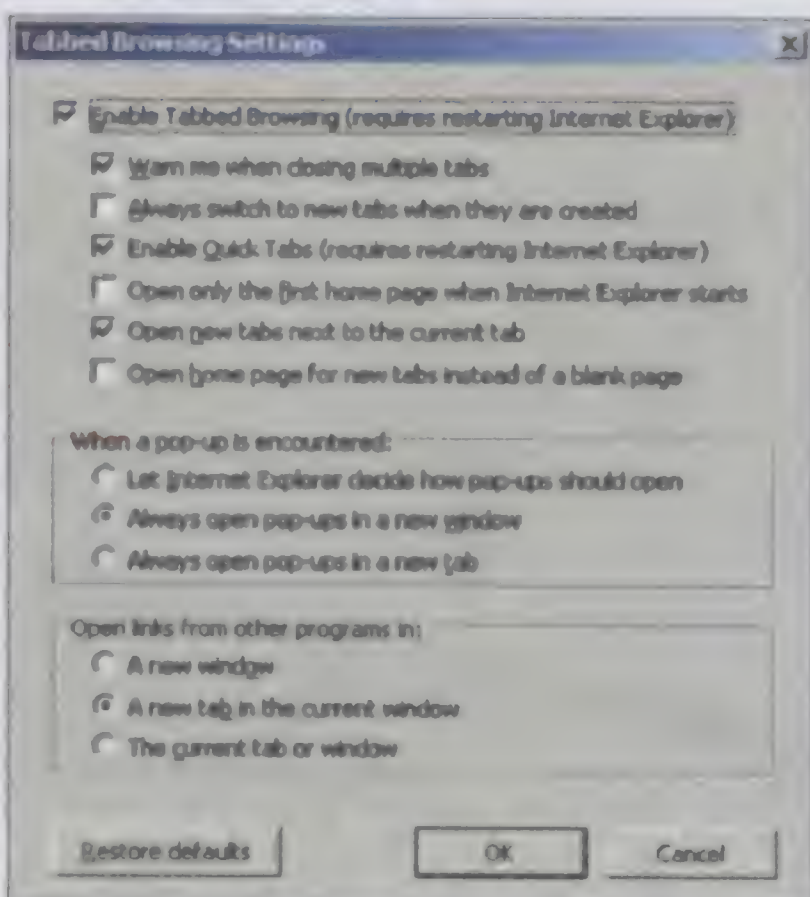 Tabbed Browsing Settings
Enable Tabbed Browsing (requires restarting Internet Explorer)
Warn me when closing multiple tabs
Always switch to new tabs when they are created
Enable Quick Tabs (requires restarting Internet Explorer)
Open only the first home page when Internet Explorer starts
Open new tabs next to the current tab
Open home page for new tabs instead of a blank page
When a pop-up is encountered:
Let Internet Explorer decide how pop-ups should open
Always open pop-ups in a new window
Always open pop-ups in a new tab
Open links from other programs in:
A new window
A new tab in the current window
The current tab or window
Restore defaults
OK
Cancel